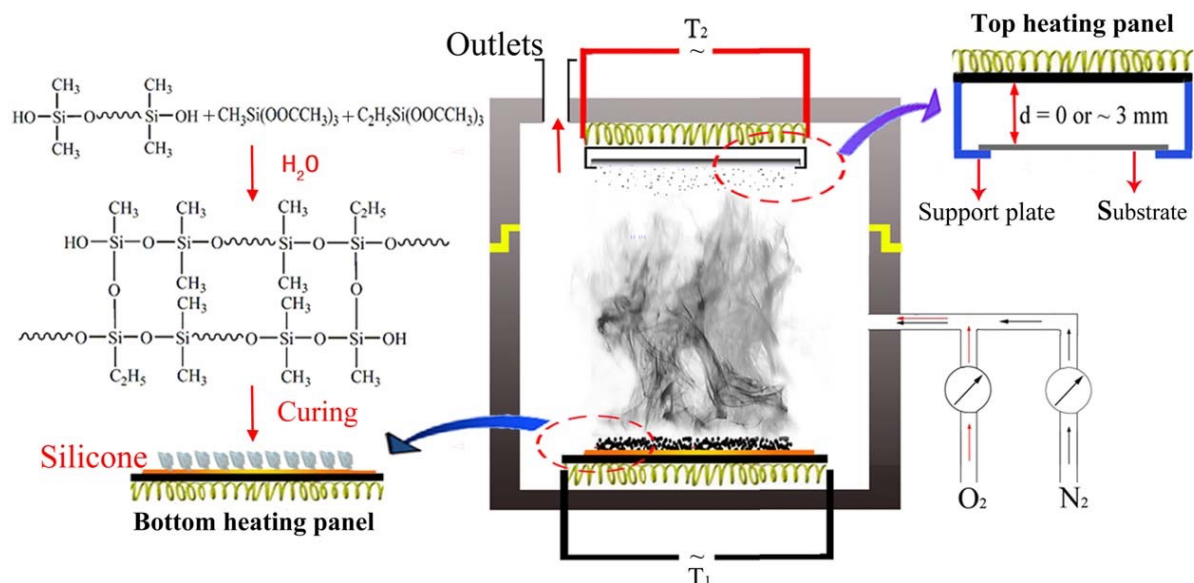 Outlets
T2
~
Top heating panel
d = 0 or ~ 3 mm
Support plate
Substrate
CH3 CH3
HO—Si—O Si—OH + CH3Si(OOCCH3)3 + C2H5Si(OOCCH3)3
CH3 CH3
H2O
CH3 CH3 CH3 C2H5
HO—Si—O—Si—O Si—O—Si—O
CH3 CH3
O O
CH3 CH3
O—Si—O—Si O—Si—O—Si—OH
C2H5 CH3 CH3 CH3
Curing
Silicone
Bottom heating panel
~
T1
O2
N2